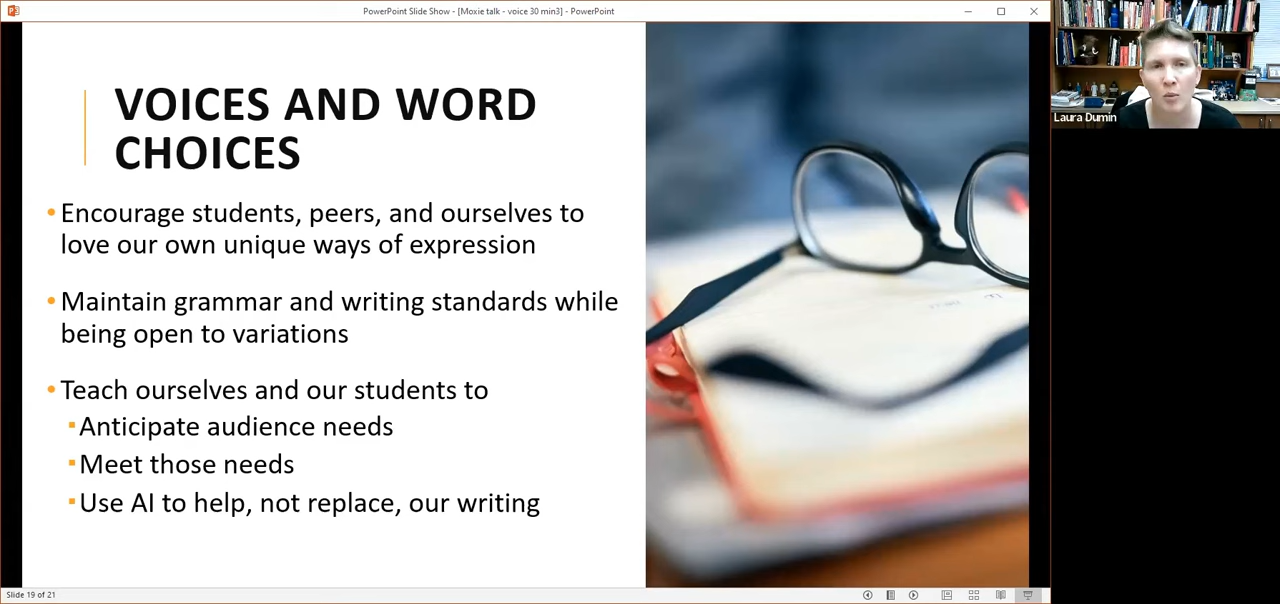 PowerPoint Slide Show - [Moxie talk - voice 30 min3] - PowerPoint
VOICES AND WORD
CHOICES
• Encourage students, peers, and ourselves to
love our own unique ways of expression
• Maintain grammar and writing standards while
being open to variations
• Teach ourselves and our students to
▪ Anticipate audience needs
▪ Meet those needs
▪ Use AI to help, not replace, our writing
Slide 19 of 21
Laura Dumin